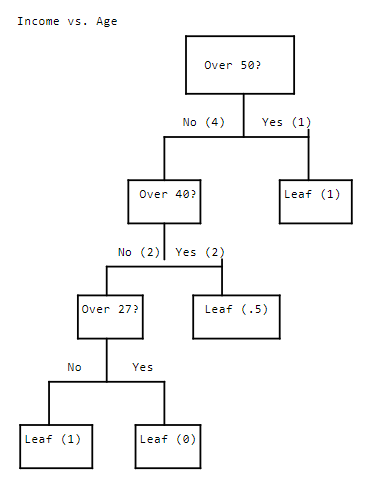 Income vs. Age
Over 50?
No (4) Yes (1)
Over 40? Leaf (1)
No (2) Yes (2)
Over 27? Leaf (.5)
No Yes
Leaf (1) Leaf (0)